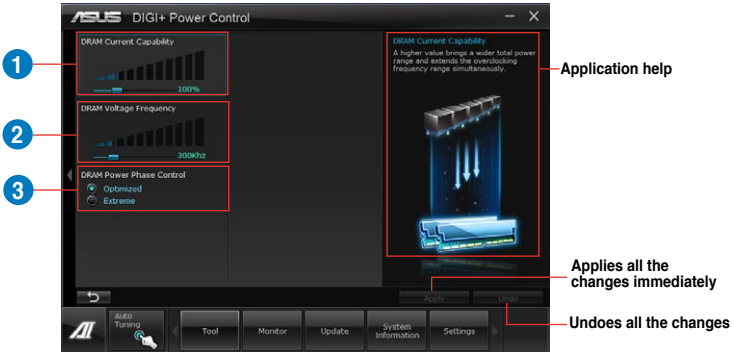 ASUS DIGI+ Power Control
1
DRAM Current Capability
100%
2
DRAM Voltage Frequency
300Khz
3
DRAM Power Phase Control
Optimized
Extreme
DRAM Current Capability
A higher value brings a wider total power
range and extends the overclocking
frequency range simultaneously.
Application help
Apply
Undo
Applies all the
changes immediately
Undoes all the changes
AI
Auto
Tuning
Tool
Monitor
Update
System
Information
Settings